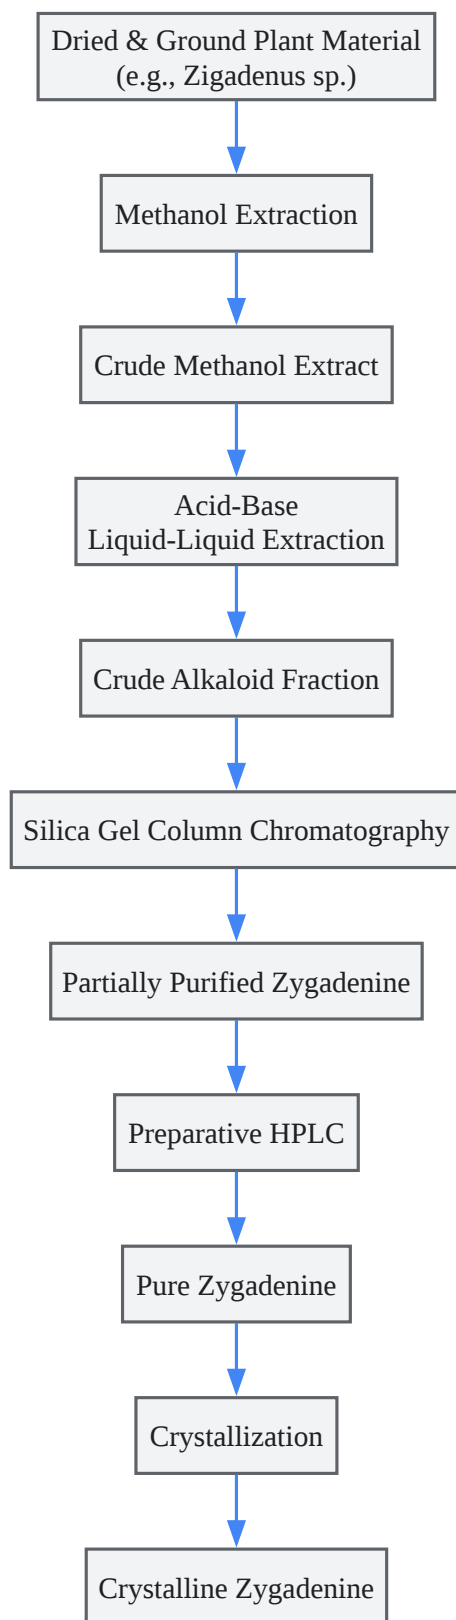 Dried & Ground Plant Material
(e.g., Zigadenus sp.)
Methanol Extraction
Crude Methanol Extract
Acid-Base
Liquid-Liquid Extraction
Crude Alkaloid Fraction
Silica Gel Column Chromatography
Partially Purified Zygadenine
Preparative HPLC
Pure Zygadenine
Crystallization
Crystalline Zygadenine